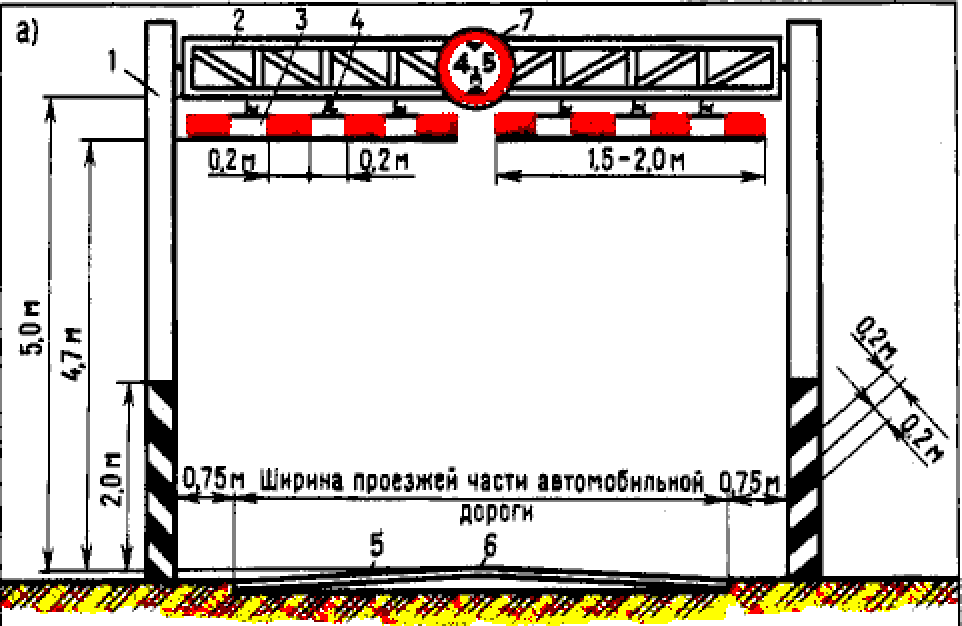 а)
1
2
3
4
7
4,5
0,2м
0,2м
1,5-2,0м
5,0м
4,7м
2,0м
0,2м
0,2м
0,75м
Ширина проезжей части автомобильной
дороги
0,75м
5
6